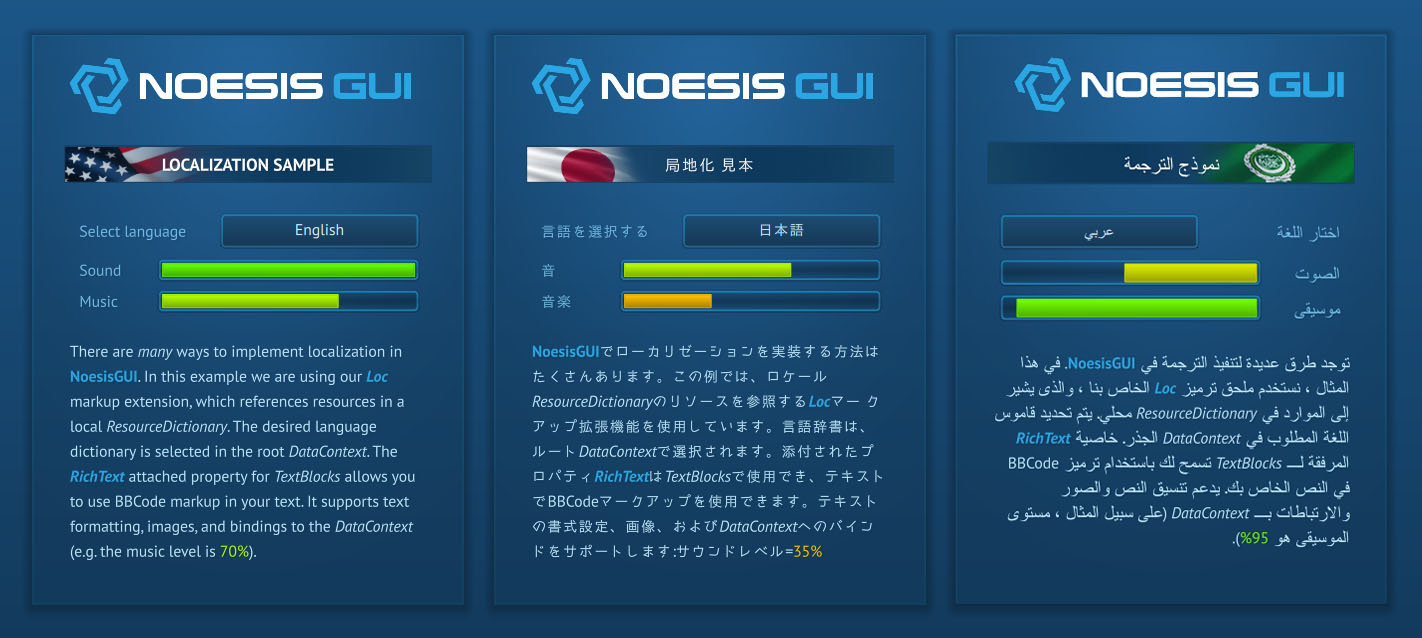 NOESIS GUI
LOCALIZATION SAMPLE
Select language
English
Sound
Music
There are many ways to implement localization in
NoesisGUI. In this example we are using our Loc
markup extension, which references resources in a
local ResourceDictionary. The desired language
dictionary is selected in the root DataContext. The
RichText attached property for TextBlocks allows you
to use BBCode markup in your text. It supports text
formatting, images, and bindings to the DataContext
(e.g. the music level is 70%).
NOESIS GUI
局地化 見本
言語を選択する
日本語
音
音楽
NoesisGUIでローカリゼーションを実装する方法は
たくさんあります。この例では、ロケール
ResourceDictionaryのリソースを参照するLocマーク
アップ拡張機能を使用しています。言語辞書は、
ルートDataContextで選択されます。添付されたプ
ロパティRichTextはTextBlocksで使用でき、テキスト
でBBCodeマークアップを使用できます。テキスト
の書式設定、画像、およびDataContextへのバイン
ドをサポートします:サウンドレベル=35%
NOESIS GUI
نموذج الترجمة
اختار اللغة
عربي
الصوت
موسيقى
توجد طرق عديدة لتنفيذ الترجمة في NoesisGUI. في هذا
المثال ، نستخدم ملحق ترميز Loc الخاص بنا ، والذى يشير
إلى الموارد في ResourceDictionary محلي. يتم تحديد قاموس
اللغة المطلوب في DataContext الجذر. خاصية RichText
المرفقة لـــ TextBlocks تسمح لك باستخدام ترميز BBCode
في النص الخاص بك. يدعم تنسيق النص والصور
والارتباطات بـــ DataContext (على سبيل المثال ، مستوى
الموسيقى هو 95%).